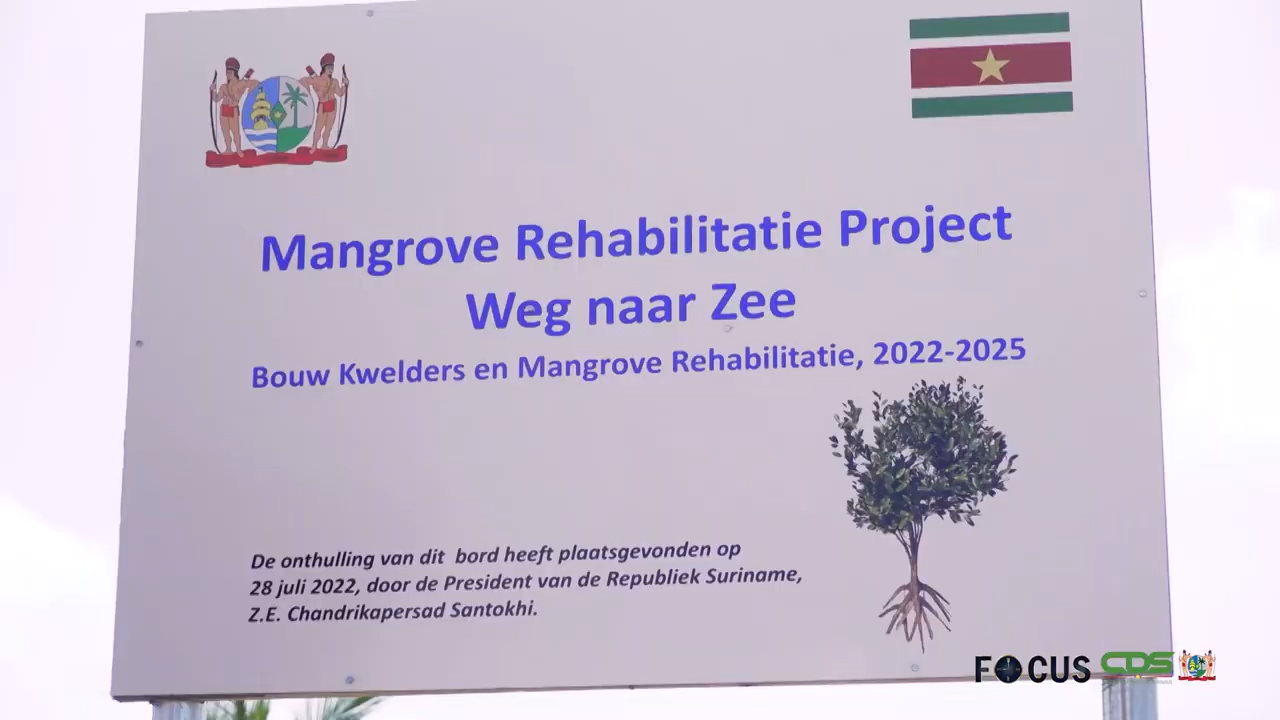 Mangrove Rehabilitatie Project
Weg naar Zee
Bouw Kwelders en Mangrove Rehabilitatie, 2022-2025
De onthulling van dit bord heeft plaatsgevonden op
28 juli 2022, door de President van de Republiek Suriname,
Z.E. Chandrikapersad Santokhi.
FOCUS CDS